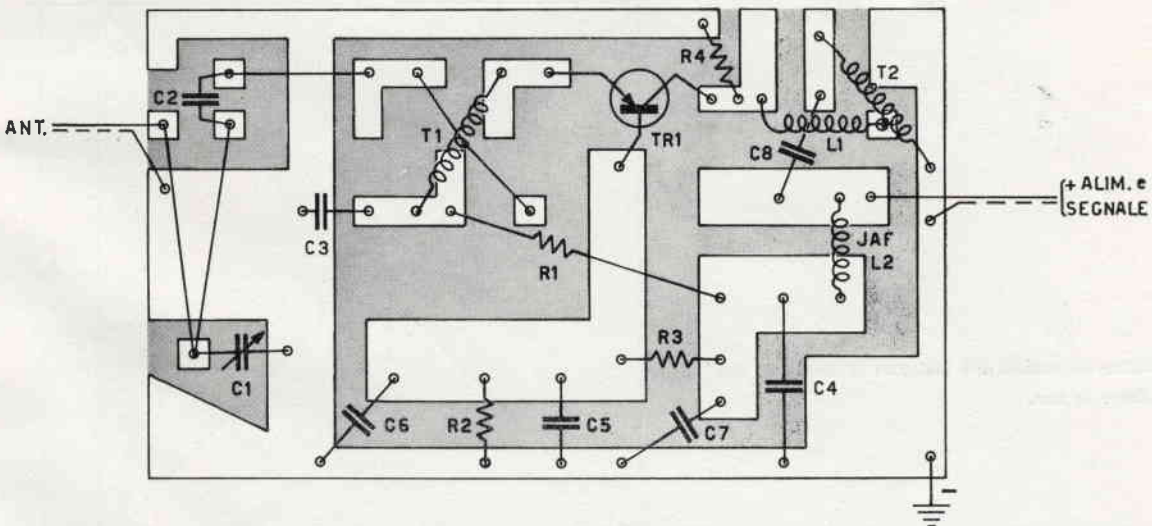 R4
T2
C2
ANT.
TR1
T1
L1
C8
+ ALIM. e
SEGNALE
C3
JAF
L2
R1
R3
C1
C4
C6
R2
C5
C7
-